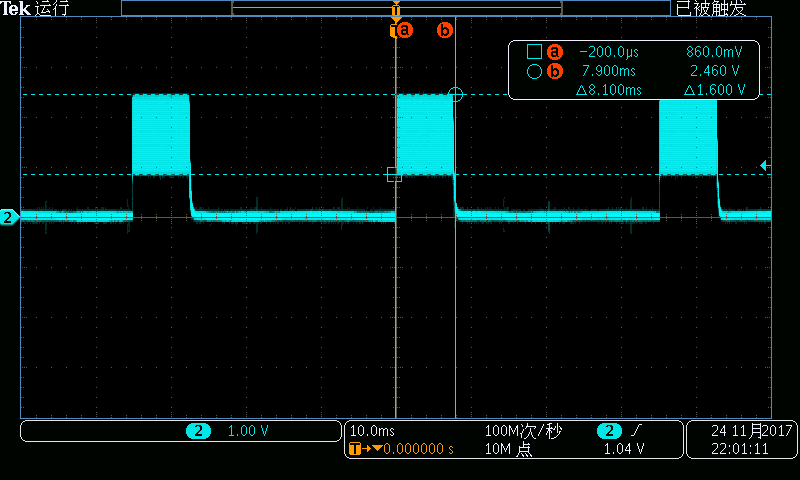 Tek 运行
已被触发
T
a b
a -200.0µs 860.0mV
b 7.900ms 2.460 V
△8.100ms △1.600 V
2
2 1.00 V
10.0ms 100M次/秒 2
T→▼0.000000 s 10M 点 1.04 V
24 11月2017
22:01:11